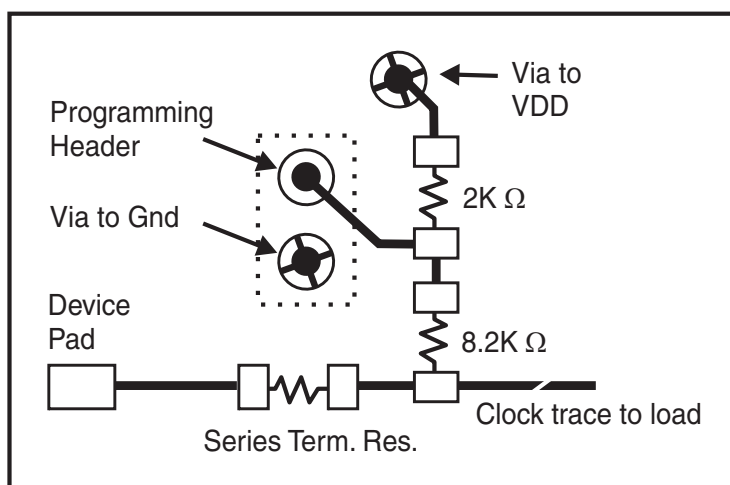 Via to
VDD
Programming
Header
2K Ω
Via to Gnd
Device
Pad
8.2K Ω
Clock trace to load
Series Term. Res.